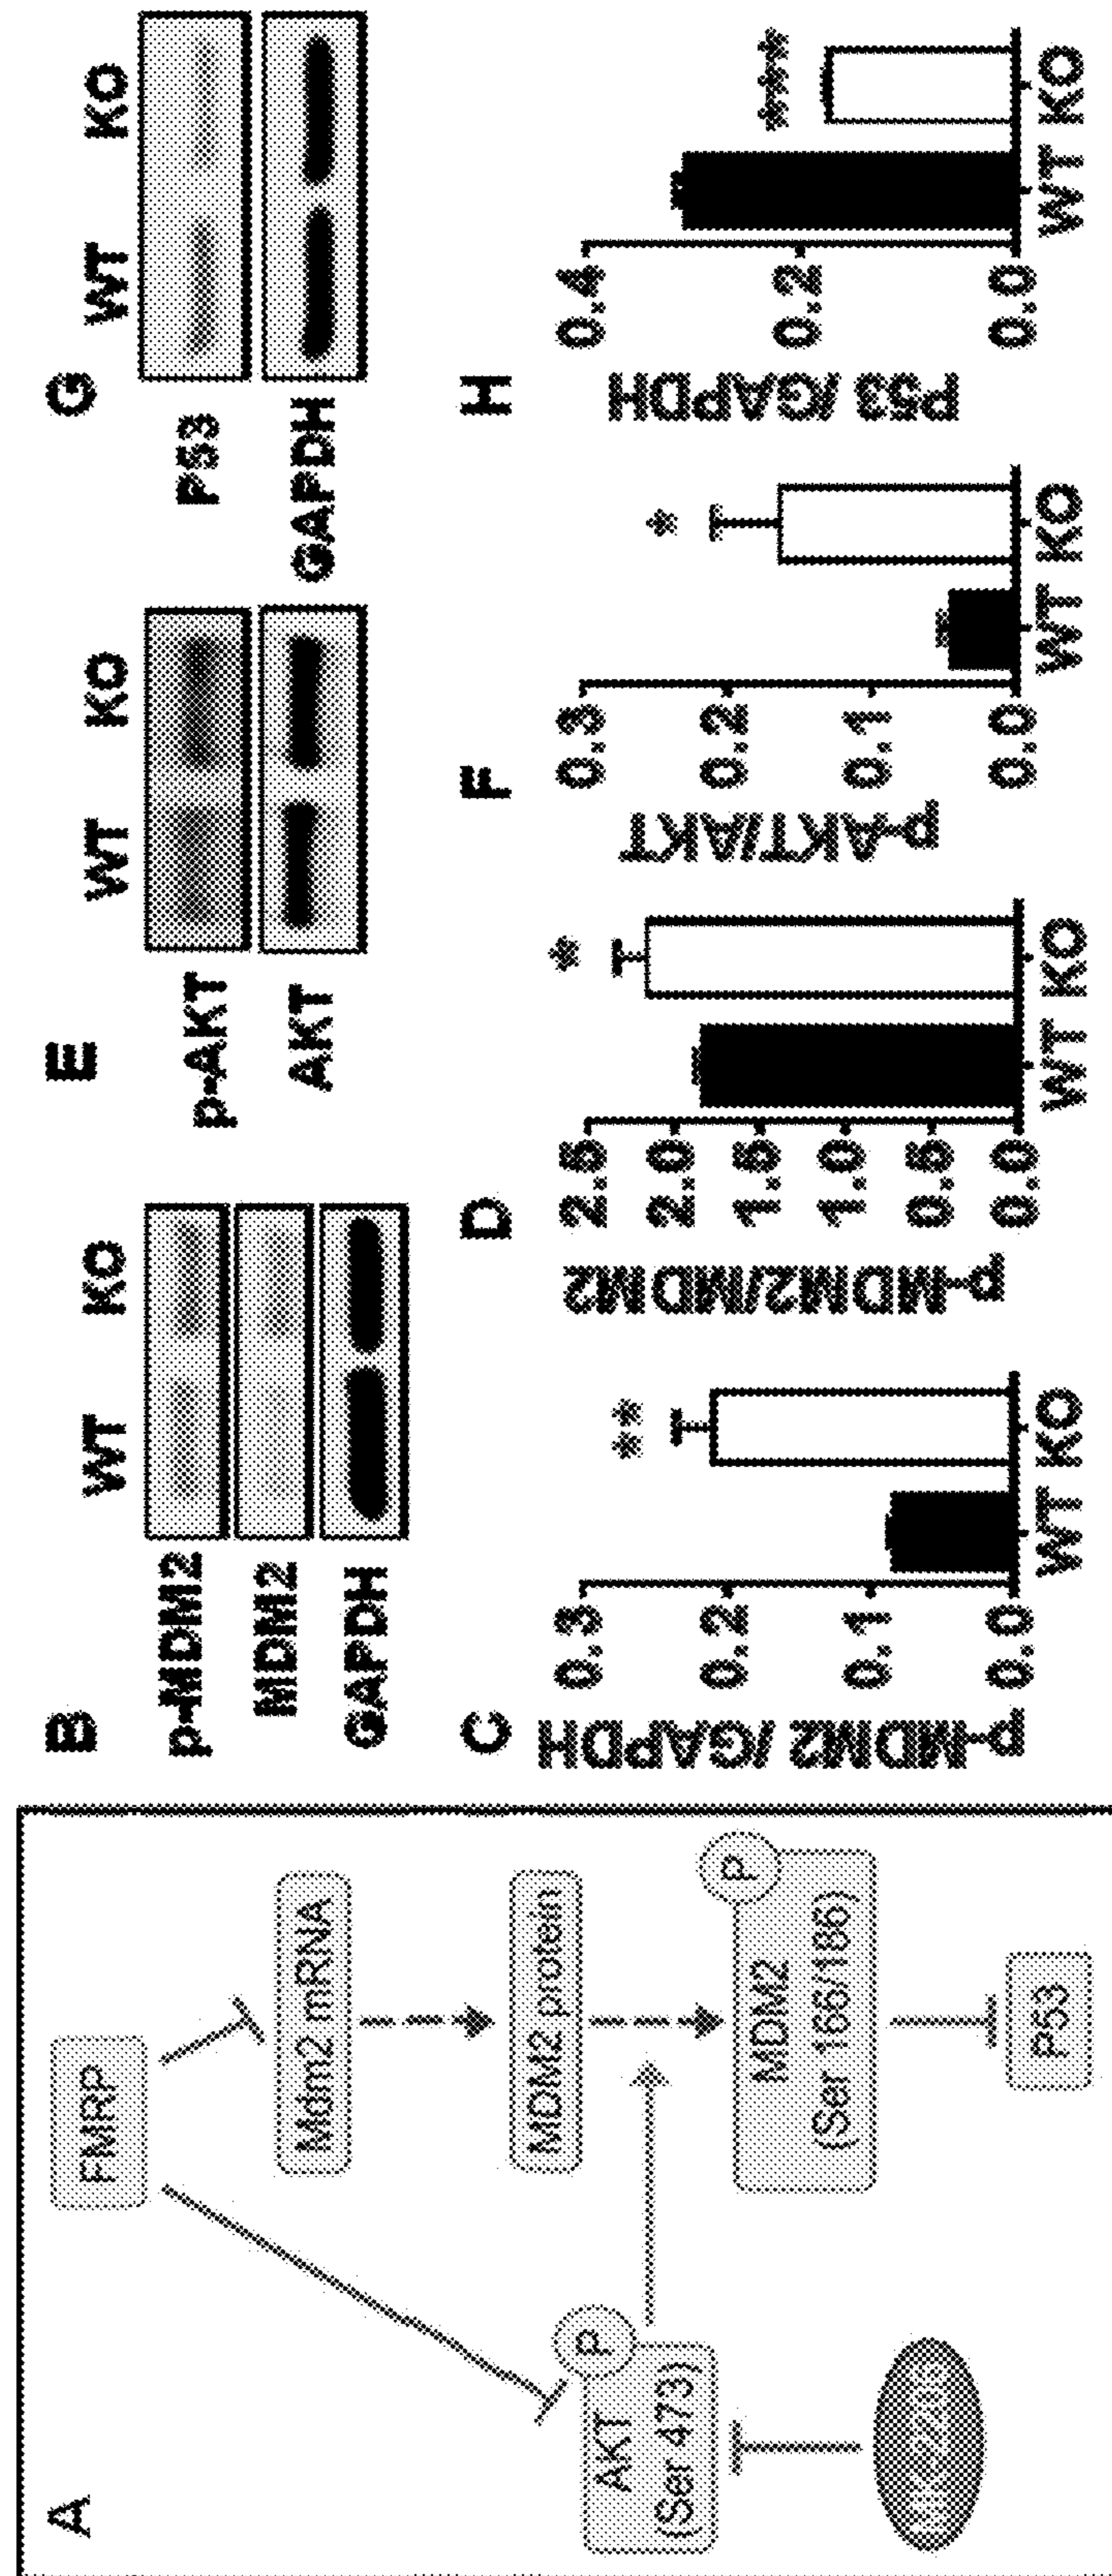 A
FMRP
Mdm2 mRNA
MDM2 protein
P
MDM2
(Ser 166/186)
P53
P
AKT
(Ser 473)
B
WT KO
p-MDM2
MDM2
GAPDH
C
p-MDM2 /GAPDH
0.3
0.2
0.1
0.0
**
WT KO
D
p-MDM2/MDM2
2.5
2.0
1.5
1.0
0.5
0.0
*
WT KO
E
WT KO
p-AKT
AKT
F
p-AKT/AKT
0.3
0.2
0.1
0.0
*
WT KO
G
WT KO
P53
GAPDH
H
P53 /GAPDH
0.4
0.2
0.0
WT KO